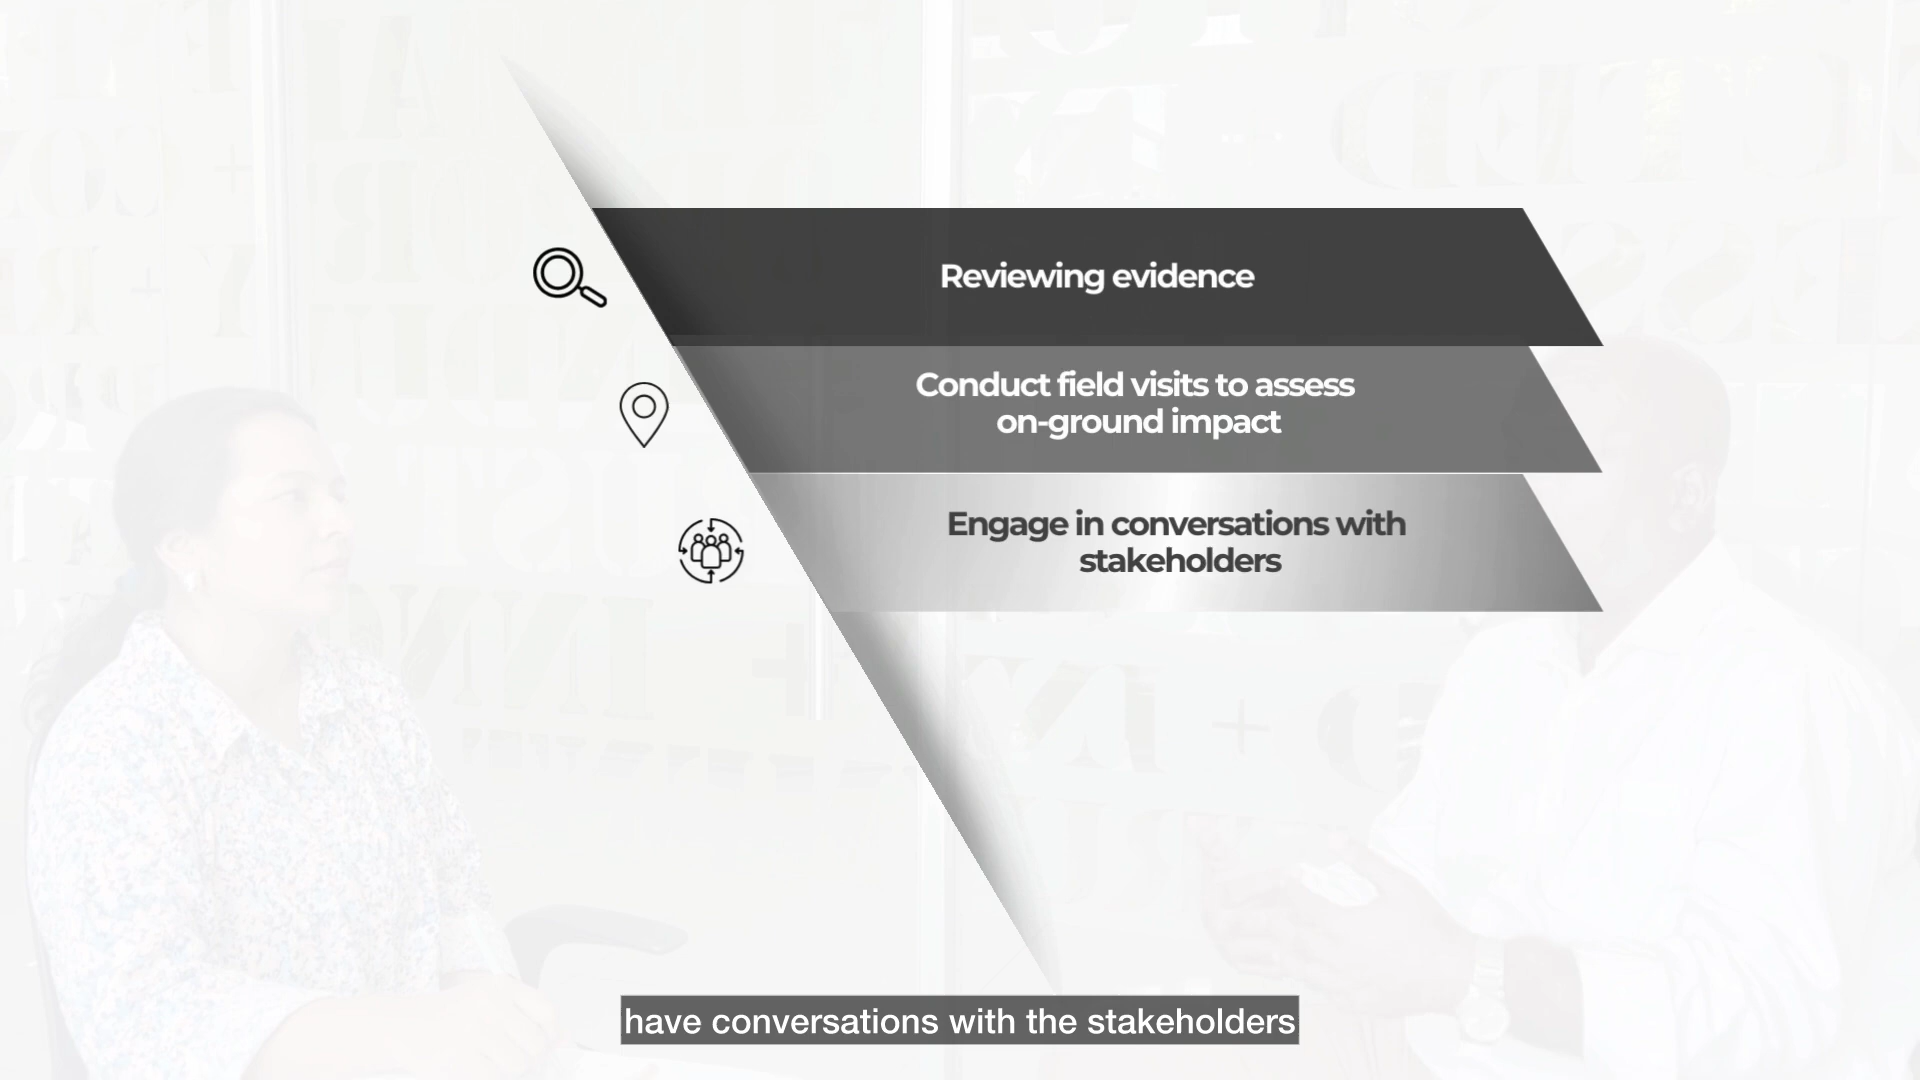 Reviewing evidence
Conduct field visits to assess
on-ground impact
Engage in conversations with
stakeholders
have conversations with the stakeholders